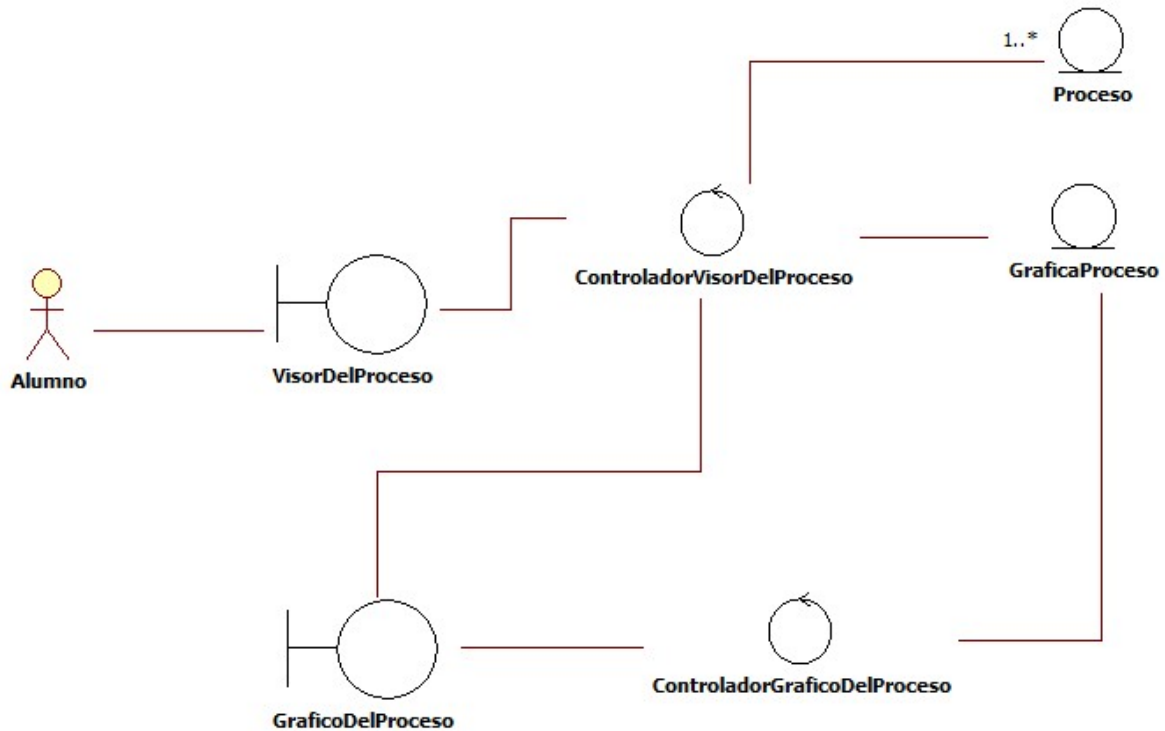 1..*
Proceso
ControladorVisorDelProceso
GraficaProceso
Alumno
VisorDelProceso
ControladorGraficoDelProceso
GraficoDelProceso